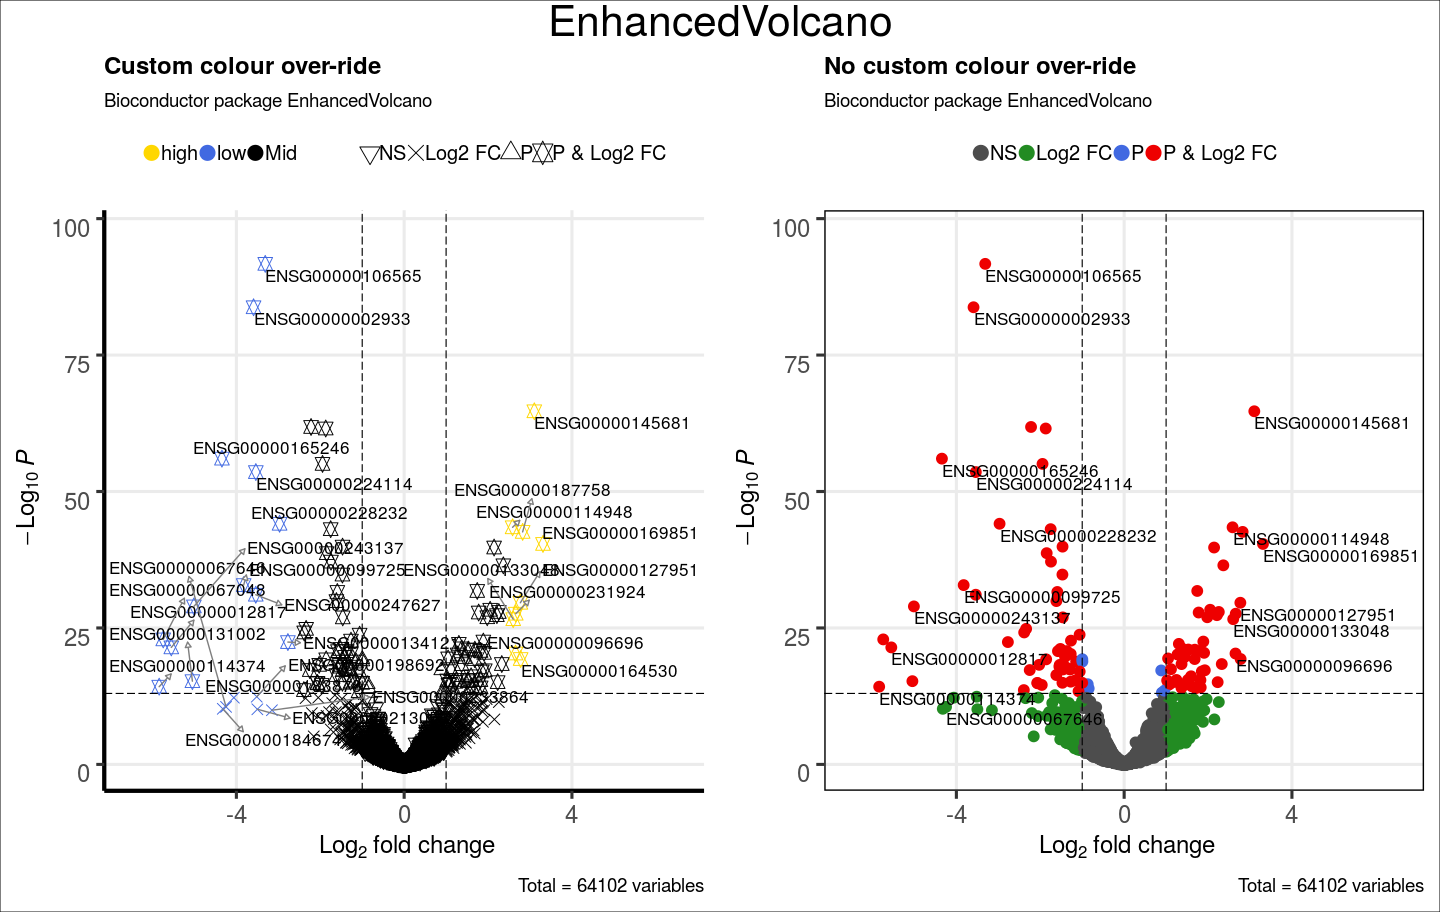 EnhancedVolcano
Custom colour over-ride
Bioconductor package EnhancedVolcano
high low Mid NS Log2 FC P P & Log2 FC
100
75
50
25
0
−Log10 P
ENSG00000106565
ENSG00000002933
ENSG00000145681
ENSG00000165246
ENSG00000224114
ENSG00000187758
ENSG00000228232
ENSG00000114948
ENSG00000169851
ENSG00000243137
ENSG00000067646
ENSG00000099725
ENSG00000133048
ENSG00000127951
ENSG00000067048
ENSG00000231924
ENSG00000012817
ENSG00000247627
ENSG00000131002
ENSG00000096696
ENSG00000114374
ENSG00000164530
-4 0 4
Log2 fold change
Total = 64102 variables
No custom colour over-ride
Bioconductor package EnhancedVolcano
NS Log2 FC P P & Log2 FC
100
75
50
25
0
−Log10 P
ENSG00000106565
ENSG00000002933
ENSG00000145681
ENSG00000165246
ENSG00000224114
ENSG00000228232
ENSG00000114948
ENSG00000169851
ENSG00000099725
ENSG00000243137
ENSG00000127951
ENSG00000133048
ENSG00000012817
ENSG00000096696
ENSG00000114374
ENSG00000067646
-4 0 4
Log2 fold change
Total = 64102 variables